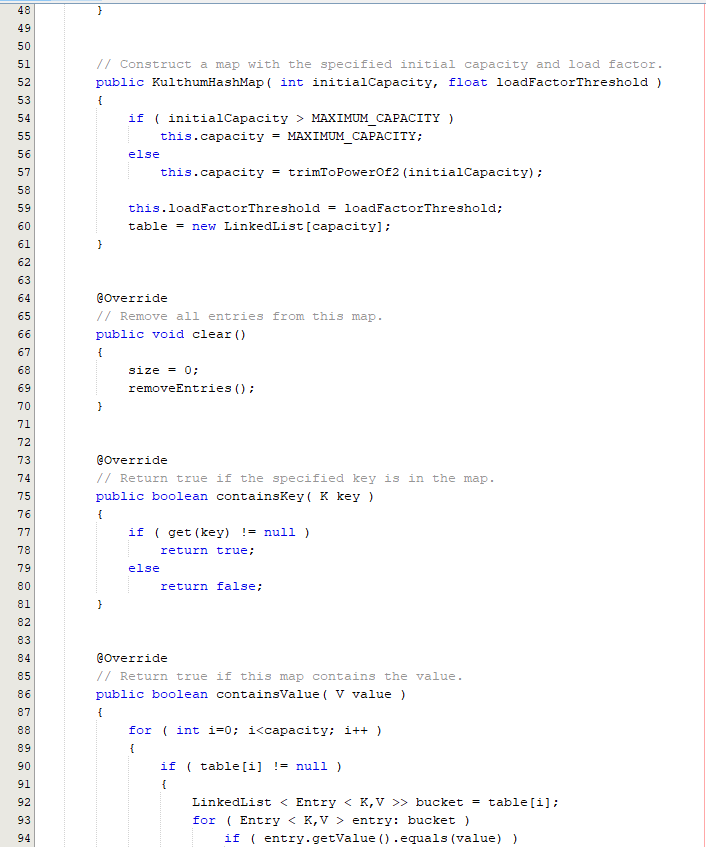 48 }
49
50
51 // Construct a map with the specified initial capacity and load factor.
52 public KulthumHashMap( int initialCapacity, float loadFactorThreshold )
53 {
54 if ( initialCapacity > MAXIMUM_CAPACITY )
55 this.capacity = MAXIMUM_CAPACITY;
56 else
57 this.capacity = trimToPowerOf2(initialCapacity);
58
59 this.loadFactorThreshold = loadFactorThreshold;
60 table = new LinkedList[capacity];
61 }
62
63
64 @Override
65 // Remove all entries from this map.
66 public void clear()
67 {
68 size = 0;
69 removeEntries();
70 }
71
72
73 @Override
74 // Return true if the specified key is in the map.
75 public boolean containsKey( K key )
76 {
77 if ( get(key) != null )
78 return true;
79 else
80 return false;
81 }
82
83
84 @Override
85 // Return true if this map contains the value.
86 public boolean containsValue( V value )
87 {
88 for ( int i=0; i<capacity; i++ )
89 {
90 if ( table[i] != null )
91 {
92 LinkedList < Entry < K,V >> bucket = table[i];
93 for ( Entry < K,V > entry: bucket )
94 if ( entry.getValue().equals(value) )